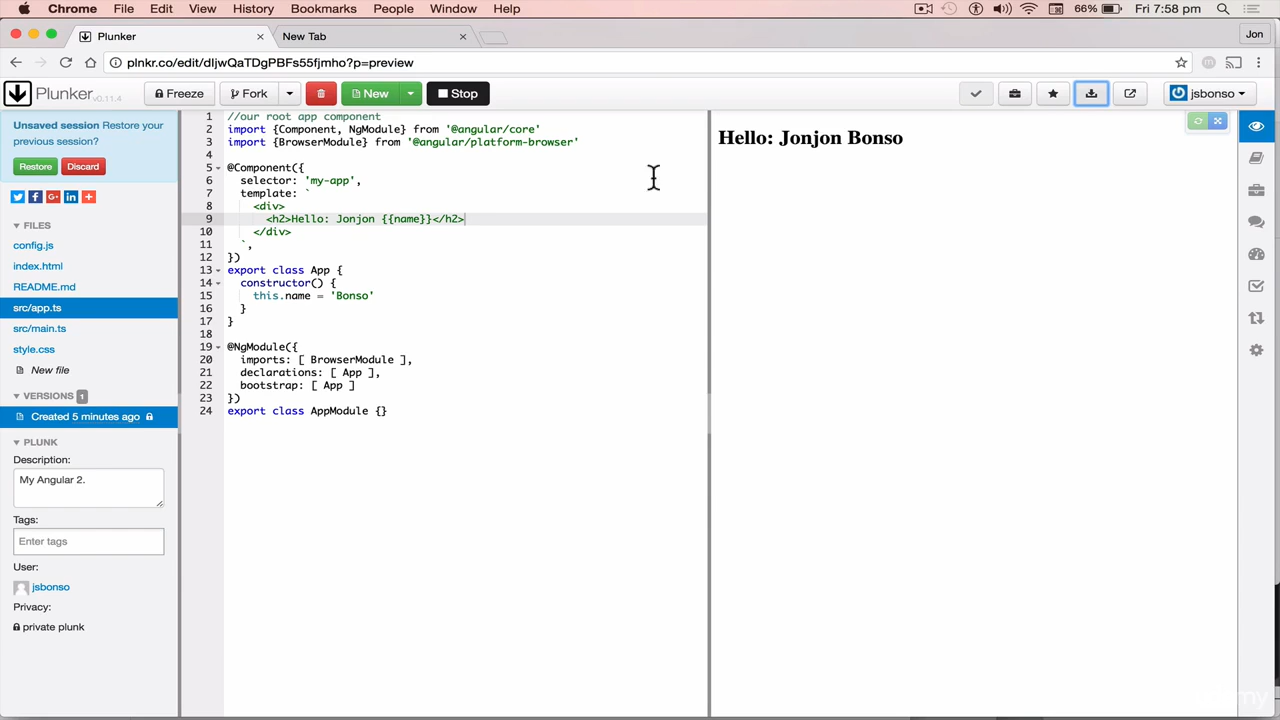 Chrome File Edit View History Bookmarks People Window Help 66% Fri 7:58 pm
Plunker New Tab Jon
plnkr.co/edit/dIjwQaTDgPBFs55fjmho?p=preview
Plunker v0.11.4 Freeze Fork New Stop jsbonso
Unsaved session Restore your
previous session?
Restore Discard
FILES
config.js
index.html
README.md
src/app.ts
src/main.ts
style.css
New file
VERSIONS 1
Created 5 minutes ago
PLUNK
Description:
My Angular 2.
Tags:
Enter tags
User:
jsbonso
Privacy:
private plunk
1 //our root app component
2 import {Component, NgModule} from '@angular/core'
3 import {BrowserModule} from '@angular/platform-browser'
4
5 @Component({
6 selector: 'my-app',
7 template: `
8 <div>
9 <h2>Hello: Jonjon {{name}}</h2>
10 </div>
11 `,
12 })
13 export class App {
14 constructor() {
15 this.name = 'Bonso'
16 }
17 }
18
19 @NgModule({
20 imports: [ BrowserModule ],
21 declarations: [ App ],
22 bootstrap: [ App ]
23 })
24 export class AppModule {}
Hello: Jonjon Bonso